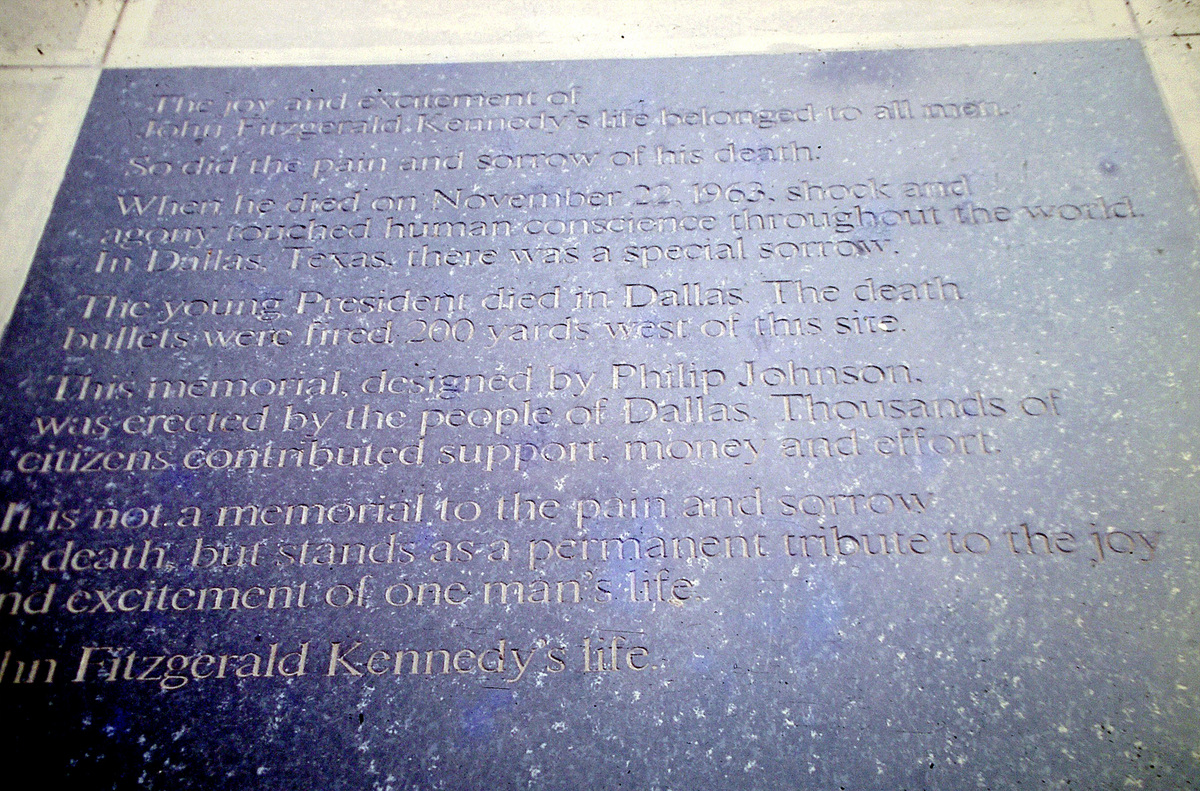 The joy and excitement of
John Fitzgerald Kennedy's life belonged to all men.
So did the pain and sorrow of his death.
When he died on November 22, 1963, shock and
agony touched human conscience throughout the world.
In Dallas, Texas, there was a special sorrow.
The young President died in Dallas. The death
bullets were fired 200 yards west of this site.
This memorial, designed by Philip Johnson,
was erected by the people of Dallas. Thousands of
citizens contributed support, money and effort.
It is not a memorial to the pain and sorrow
of death, but stands as a permanent tribute to the joy
nd excitement of one man's life.
hn Fitzgerald Kennedy's life.